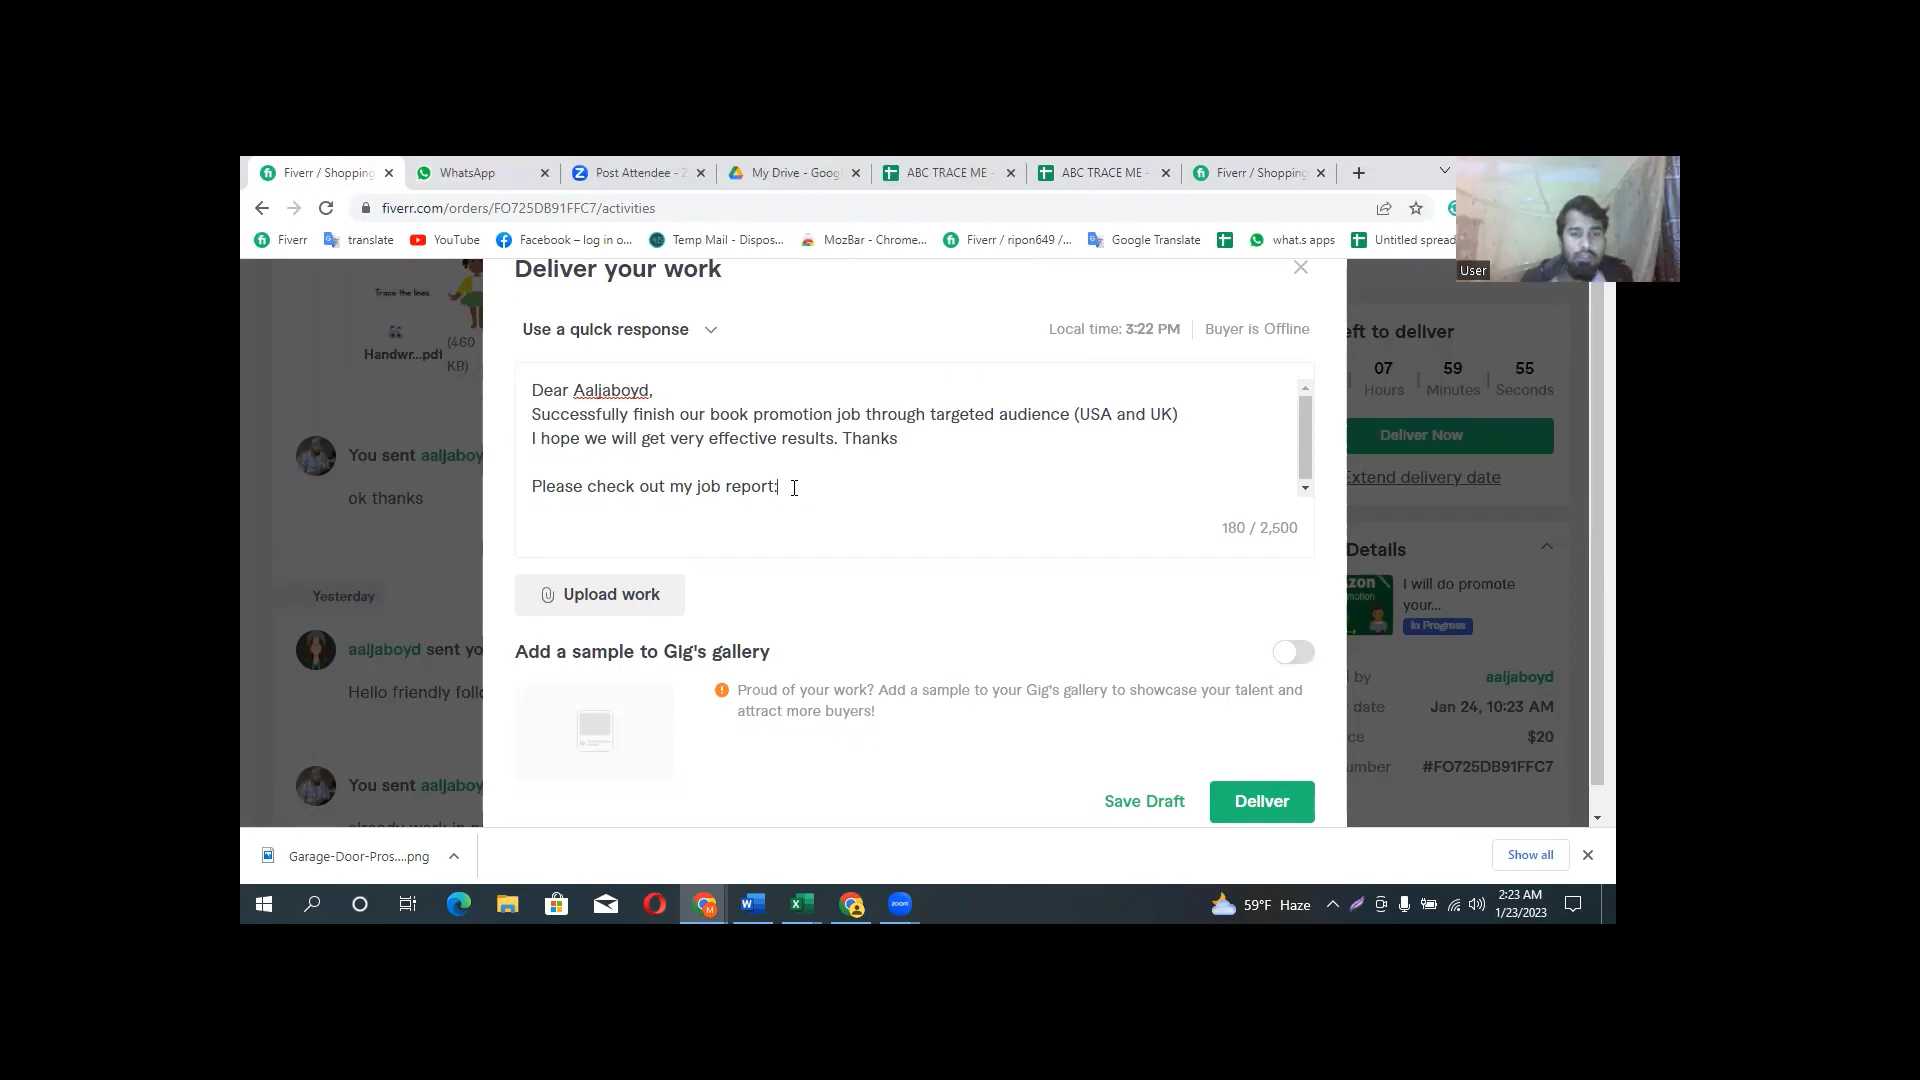 Fiverr / Shopping
WhatsApp
Post Attendee - Z
My Drive - Googl
ABC TRACE ME -
ABC TRACE ME -
Fiverr / Shopping
fiverr.com/orders/FO725DB91FFC7/activities
Fiverr
translate
YouTube
Facebook – log in o...
Temp Mail - Dispos...
MozBar - Chrome...
Fiverr / ripon649 /...
Google Translate
what.s apps
Untitled spread
User
Trace the lines
Handwr...pdf
(460
KB)
You sent aaljaboy
ok thanks
Yesterday
aaljaboyd sent yo
Hello friendly foll
You sent aaljaboy
already work in p
Deliver your work
Use a quick response
Local time: 3:22 PM
Buyer is Offline
Dear Aaljaboyd,
Successfully finish our book promotion job through targeted audience (USA and UK)
I hope we will get very effective results. Thanks
Please check out my job report:
180 / 2,500
Upload work
Add a sample to Gig's gallery
Proud of your work? Add a sample to your Gig's gallery to showcase your talent and
attract more buyers!
Save Draft
Deliver
eft to deliver
07
59
55
Hours
Minutes
Seconds
Deliver Now
Extend delivery date
Details
zon
motion
I will do promote
your...
In Progress
by
aaljaboyd
date
Jan 24, 10:23 AM
ce
$20
umber
#FO725DB91FFC7
Garage-Door-Pros....png
Show all
zoom
59°F Haze
2:23 AM
1/23/2023